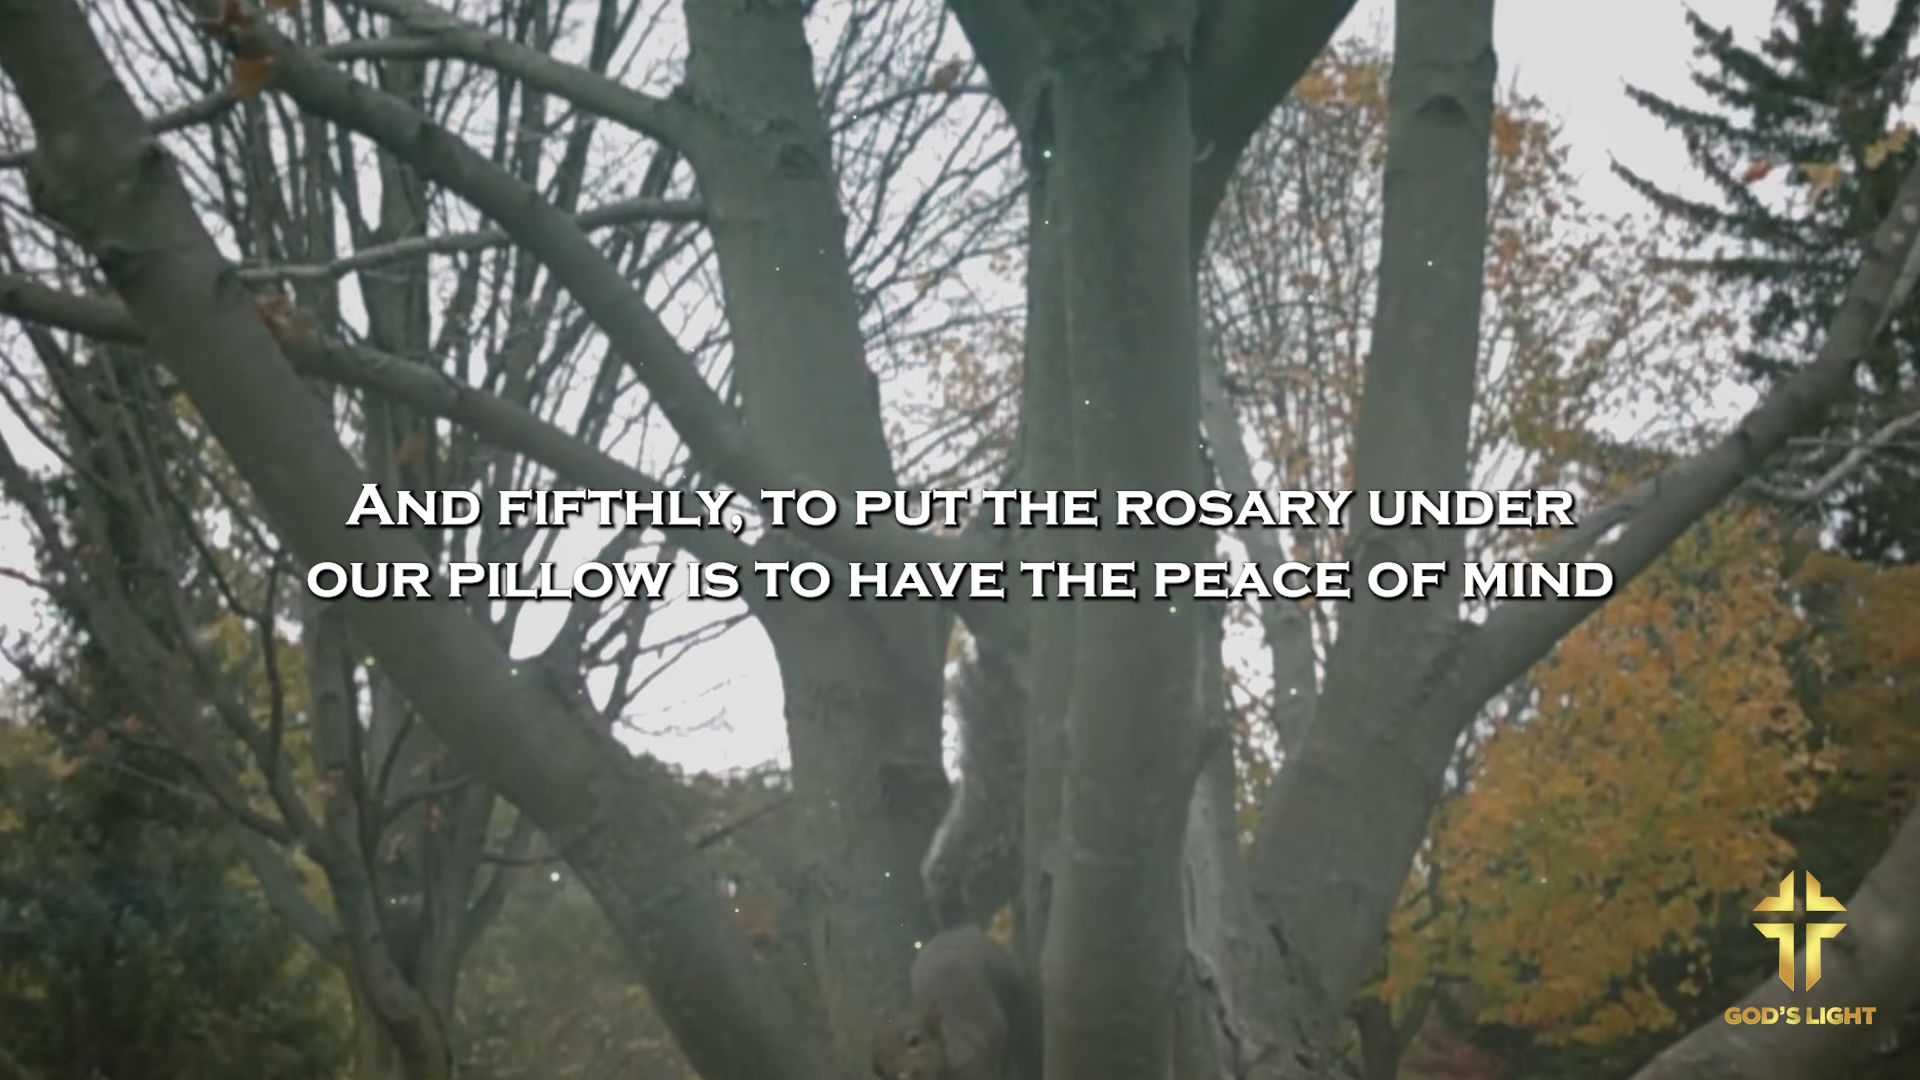 And fifthly, to put the rosary under
our pillow is to have the peace of mind
GOD'S LIGHT